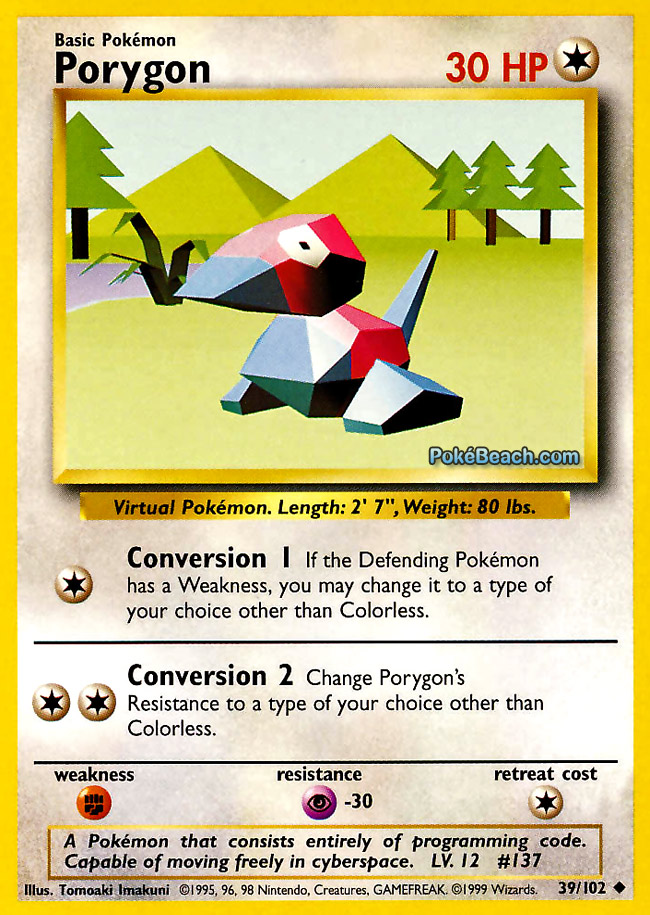 Basic Pokémon
Porygon 30 HP
PokéBeach.com
Virtual Pokémon. Length: 2' 7", Weight: 80 lbs.
Conversion 1 If the Defending Pokémon
has a Weakness, you may change it to a type of
your choice other than Colorless.
Conversion 2 Change Porygon's
Resistance to a type of your choice other than
Colorless.
weakness resistance retreat cost
-30
A Pokémon that consists entirely of programming code.
Capable of moving freely in cyberspace. LV. 12 #137
Illus. Tomoaki Imakuni ©1995, 96, 98 Nintendo, Creatures, GAMEFREAK. ©1999 Wizards. 39/102